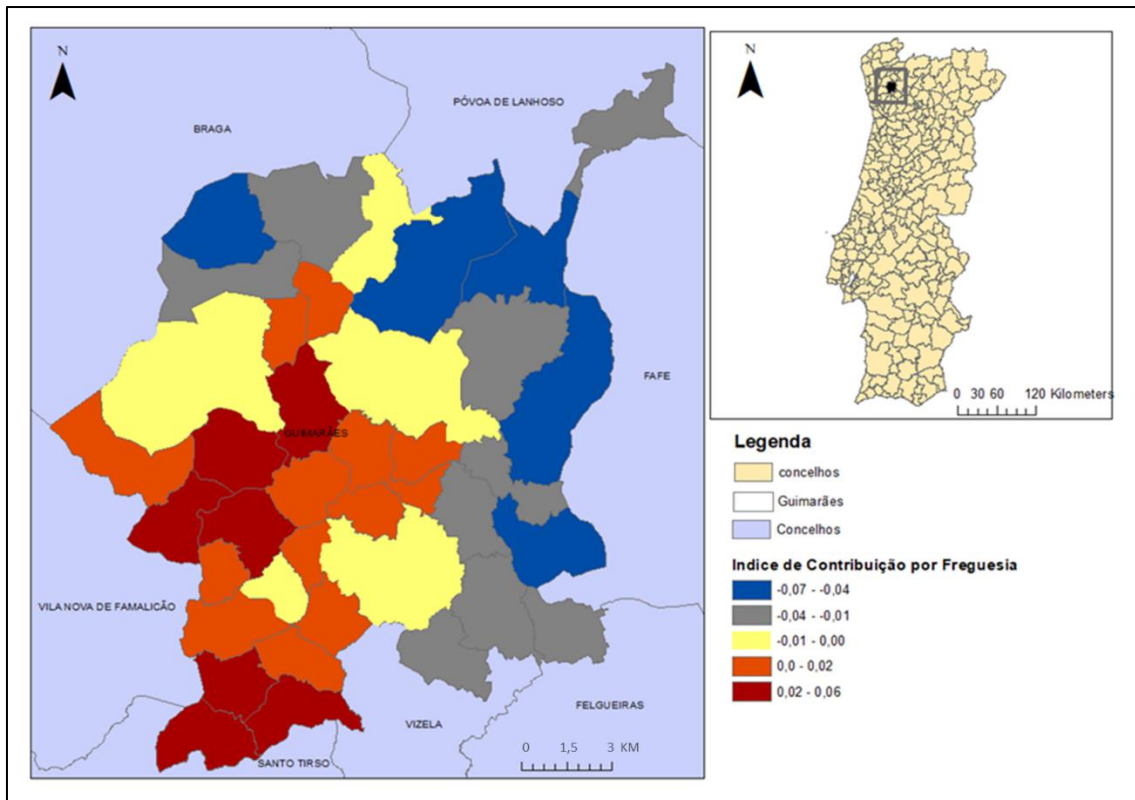 N
PÓVOA DE LANHOSO
BRAGA
FAFE
GUIMARÃES
VILA NOVA DE FAMALICÃO
FELGUEIRAS
VIZELA
SANTO TIRSO
0 1,5 3 KM
N
0 30 60 120 Kilometers
Legenda
concelhos
Guimarães
Concelhos
Indice de Contribuição por Freguesia
-0,07 - -0,04
-0,04 - -0,01
-0,01 - 0,00
0,0 - 0,02
0,02 - 0,06